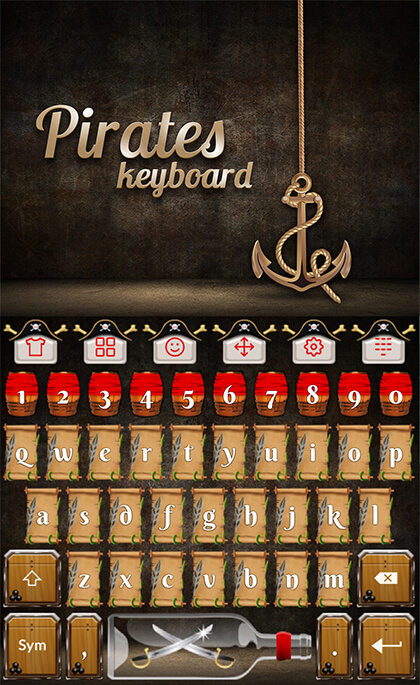 Pirates
keyboard
1 2 3 4 5 6 7 8 9 0
q w e r t y u i o p
a s d f g h j k l
z x c v b n m
Sym , .